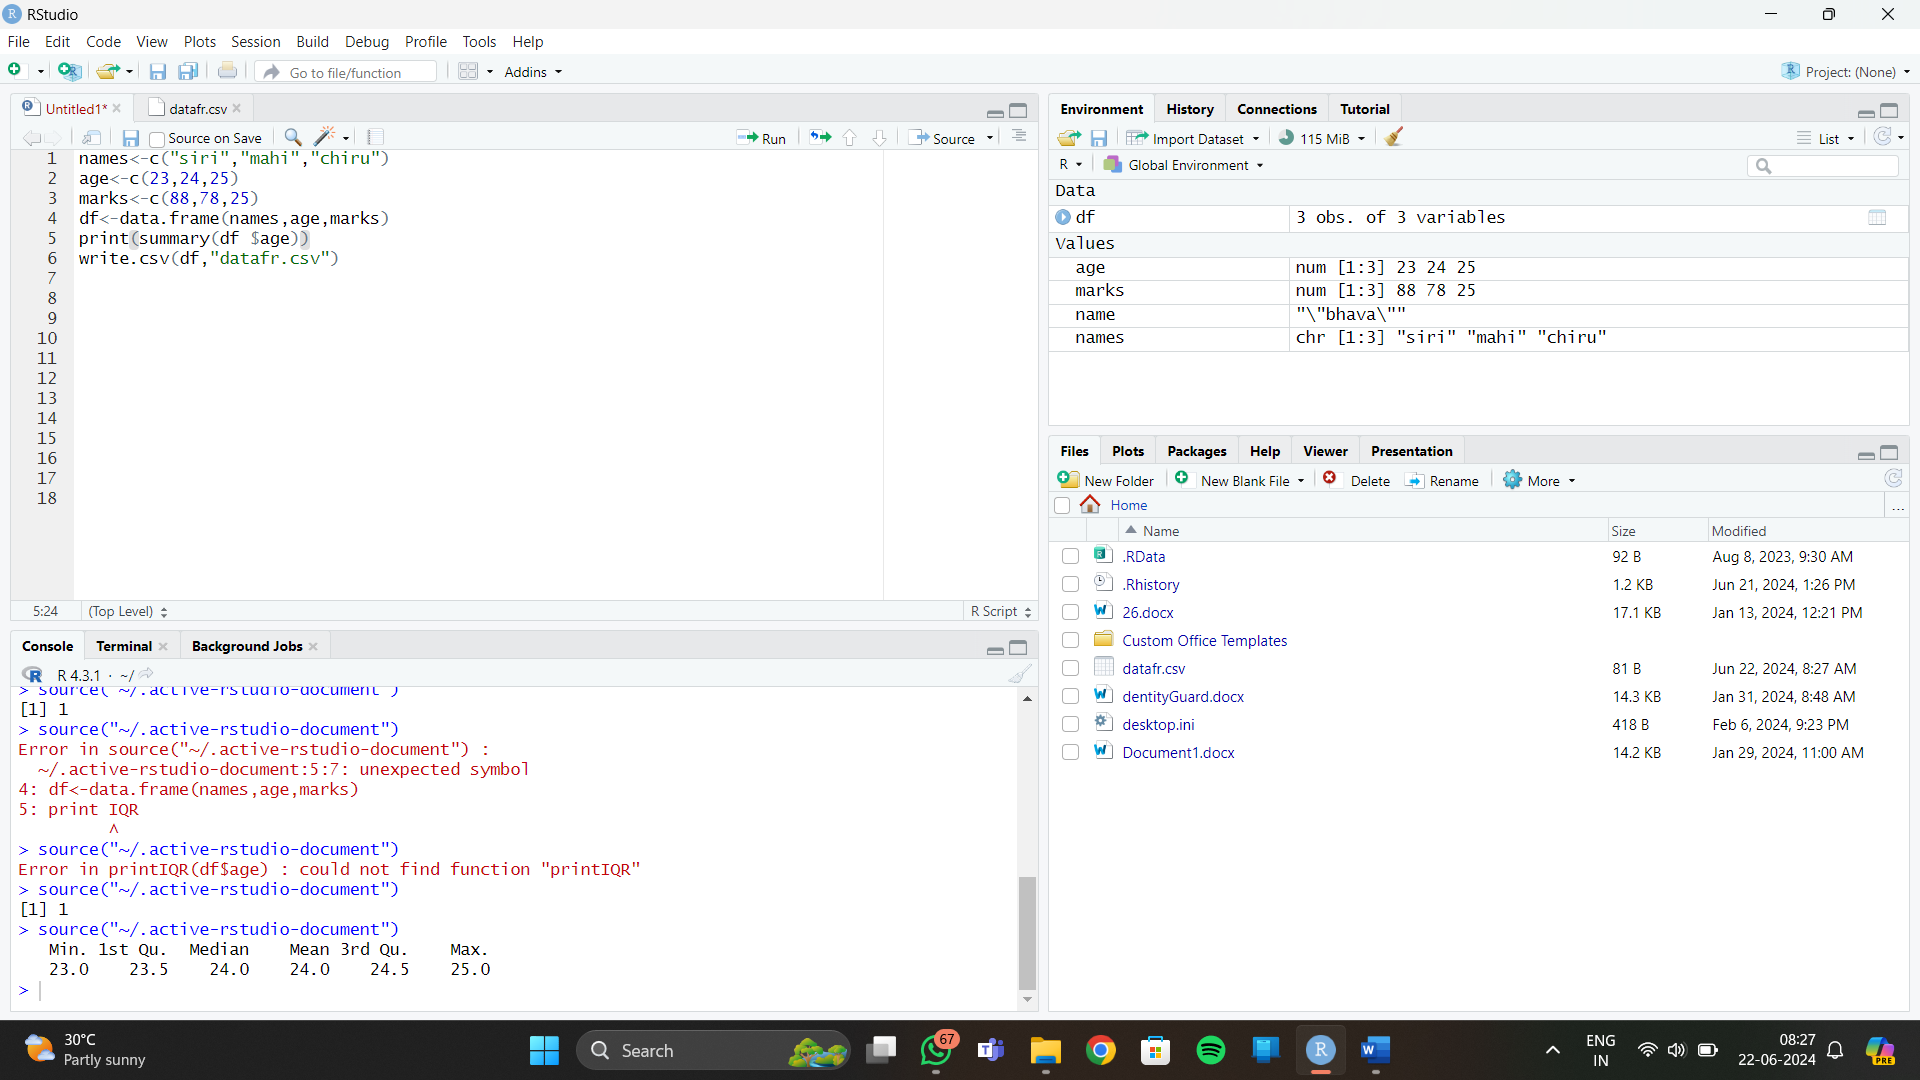 RStudio
File Edit Code View Plots Session Build Debug Profile Tools Help
Go to file/function Addins Project: (None)
Untitled1* datafr.csv
Source on Save Run Source
1 names<-c("siri","mahi","chiru")
2 age<-c(23,24,25)
3 marks<-c(88,78,25)
4 df<-data.frame(names,age,marks)
5 print(summary(df $age))
6 write.csv(df,"datafr.csv")
7
8
9
10
11
12
13
14
15
16
17
18
5:24 (Top Level) R Script
Console Terminal Background Jobs
R 4.3.1 · ~/
> source("~/.active-rstudio-document")
[1] 1
> source("~/.active-rstudio-document")
Error in source("~/.active-rstudio-document") :
~/.active-rstudio-document:5:7: unexpected symbol
4: df<-data.frame(names,age,marks)
5: print IQR
^
> source("~/.active-rstudio-document")
Error in printIQR(df$age) : could not find function "printIQR"
> source("~/.active-rstudio-document")
[1] 1
> source("~/.active-rstudio-document")
Min. 1st Qu. Median Mean 3rd Qu. Max.
23.0 23.5 24.0 24.0 24.5 25.0
>
Environment History Connections Tutorial
Import Dataset 115 MiB List
R Global Environment
Data
df 3 obs. of 3 variables
Values
age num [1:3] 23 24 25
marks num [1:3] 88 78 25
name "\"bhava\""
names chr [1:3] "siri" "mahi" "chiru"
Files Plots Packages Help Viewer Presentation
New Folder New Blank File Delete Rename More
Home ...
Name Size Modified
.RData 92 B Aug 8, 2023, 9:30 AM
.Rhistory 1.2 KB Jun 21, 2024, 1:26 PM
26.docx 17.1 KB Jan 13, 2024, 12:21 PM
Custom Office Templates
datafr.csv 81 B Jun 22, 2024, 8:27 AM
dentityGuard.docx 14.3 KB Jan 31, 2024, 8:48 AM
desktop.ini 418 B Feb 6, 2024, 9:23 PM
Document1.docx 14.2 KB Jan 29, 2024, 11:00 AM
30°C
Partly sunny
Search
67
ENG
IN
08:27
22-06-2024
PRE